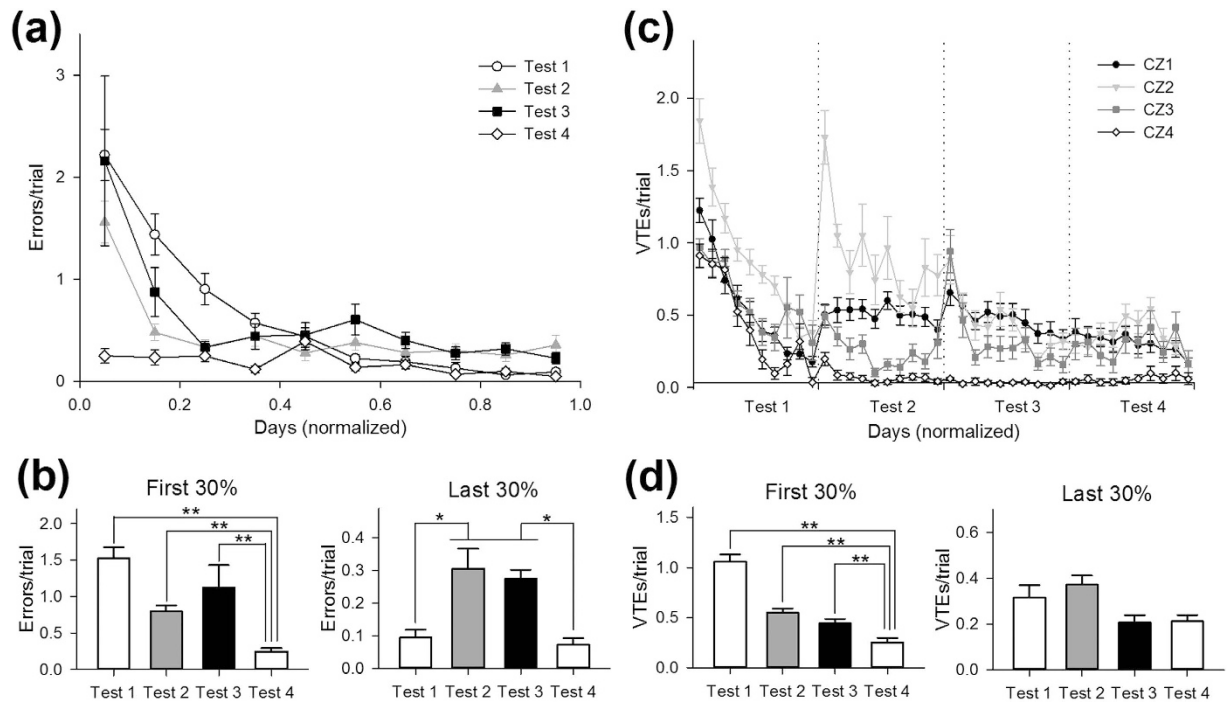 (a)
3
2
1
0
Errors/trial
0.0
0.2
0.4
0.6
0.8
1.0
Days (normalized)
Test 1
Test 2
Test 3
Test 4
(c)
2.0
1.5
1.0
0.5
0.0
VTEs/trial
CZ1
CZ2
CZ3
CZ4
Test 1
Test 2
Test 3
Test 4
Days (normalized)
(b)
First 30%
2.0
1.5
1.0
0.5
0.0
Errors/trial
**
**
**
Test 1
Test 2
Test 3
Test 4
Last 30%
0.4
0.3
0.2
0.1
0.0
Errors/trial
*
*
Test 1
Test 2
Test 3
Test 4
(d)
First 30%
1.5
1.0
0.5
0.0
VTEs/trial
**
**
**
Test 1
Test 2
Test 3
Test 4
Last 30%
0.6
0.4
0.2
0.0
VTEs/trial
Test 1
Test 2
Test 3
Test 4